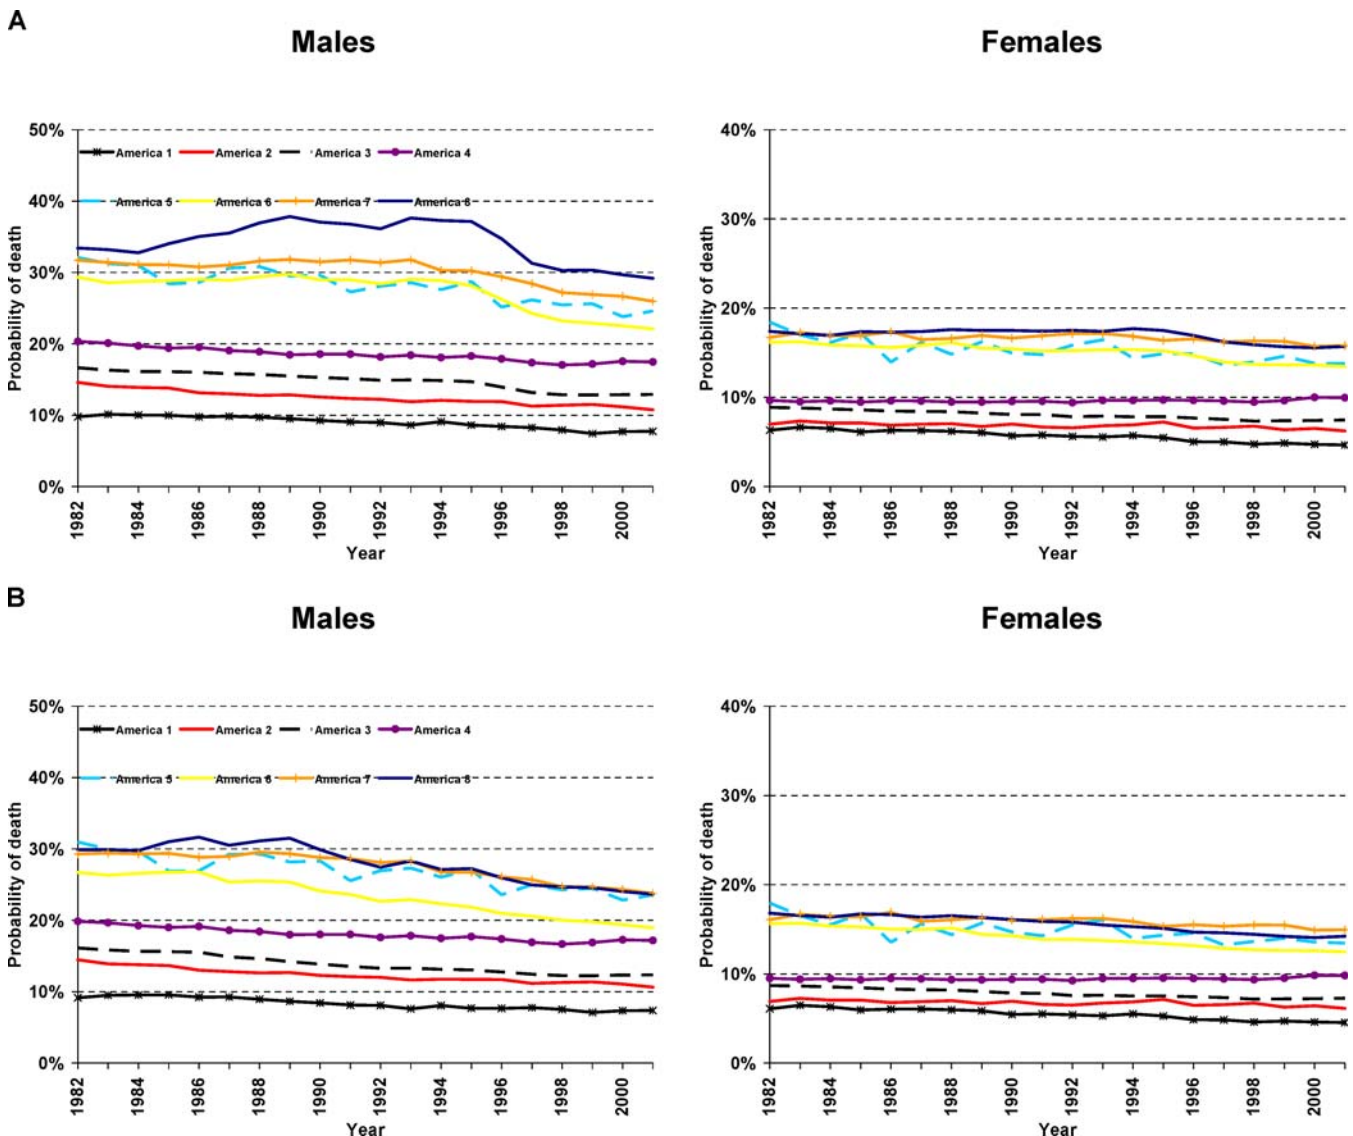 A
Males
Females
50%
40%
30%
20%
10%
0%
Probability of death
America 1 America 2 America 3 America 4
America 5 America 6 America 7 America 8
1982 1984 1986 1988 1990 1992 1994 1996 1998 2000
Year
40%
30%
20%
10%
0%
Probability of death
1982 1984 1986 1988 1990 1992 1994 1996 1998 2000
Year
B
Males
Females
50%
40%
30%
20%
10%
0%
Probability of death
America 1 America 2 America 3 America 4
America 5 America 6 America 7 America 8
1982 1984 1986 1988 1990 1992 1994 1996 1998 2000
Year
40%
30%
20%
10%
0%
Probability of death
1982 1984 1986 1988 1990 1992 1994 1996 1998 2000
Year